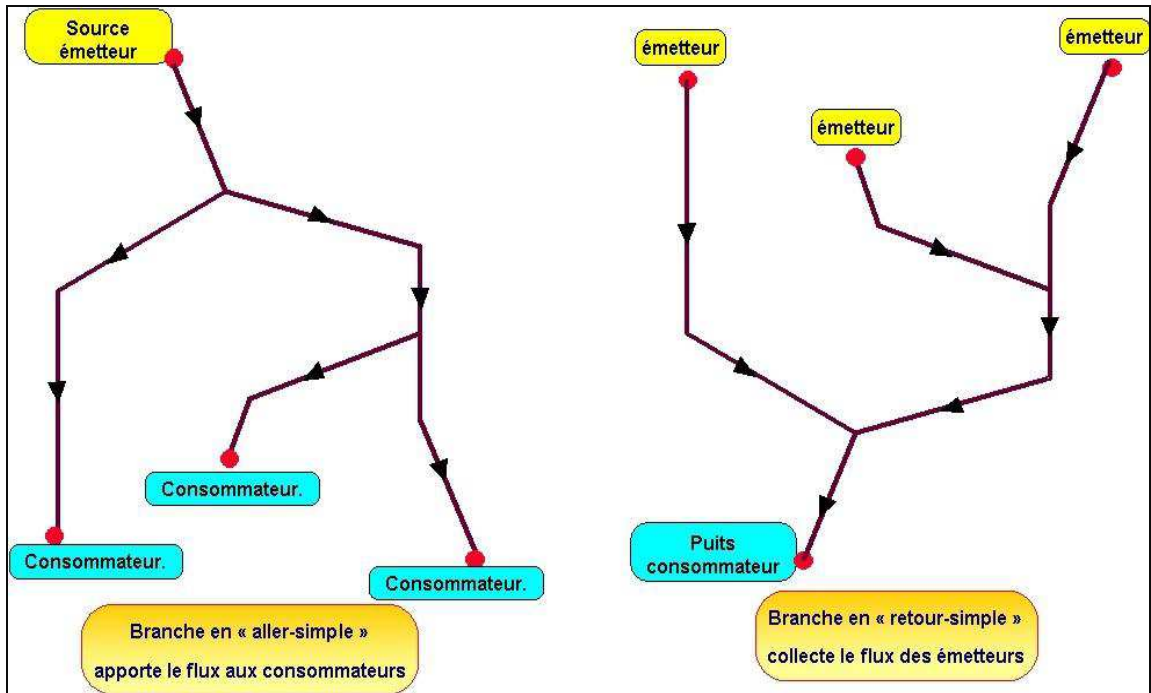 Source
émetteur
Consommateur.
Consommateur.
Consommateur.
Branche en « aller-simple »
apporte le flux aux consommateurs
émetteur
émetteur
émetteur
Puits
consommateur
Branche en « retour-simple »
collecte le flux des émetteurs